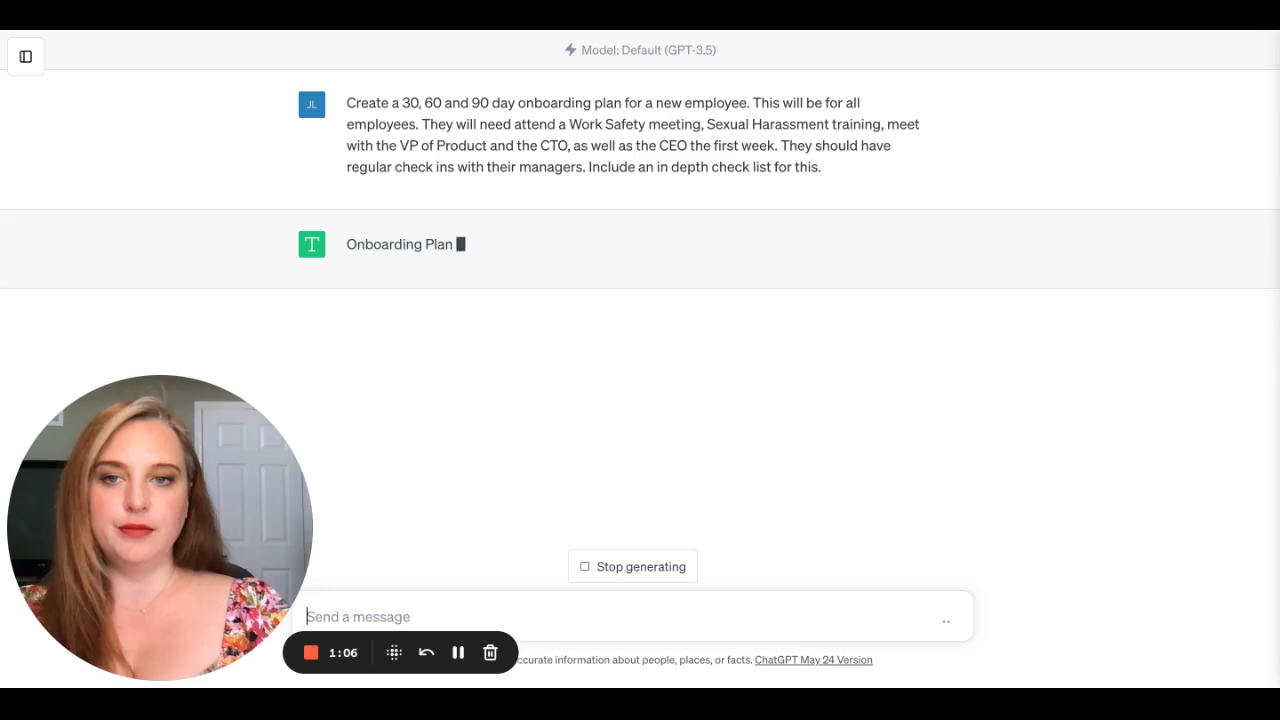 Model: Default (GPT-3.5)
JL
Create a 30, 60 and 90 day onboarding plan for a new employee. This will be for all
employees. They will need attend a Work Safety meeting, Sexual Harassment training, meet
with the VP of Product and the CTO, as well as the CEO the first week. They should have
regular check ins with their managers. Include an in depth check list for this.
Onboarding Plan
Stop generating
Send a message
1:06
information about people, places, or facts. ChatGPT May 24 Version